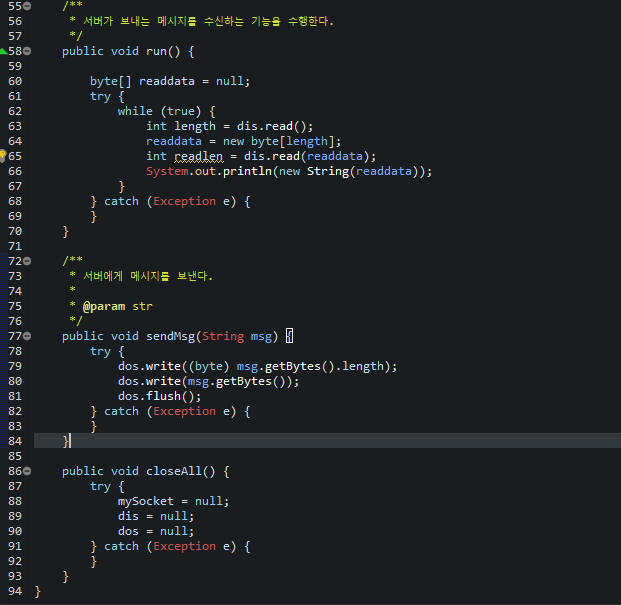 55 /**
56 * 서버가 보내는 메시지를 수신하는 기능을 수행한다.
57 */
58 public void run() {
59
60 byte[] readdata = null;
61 try {
62 while (true) {
63 int length = dis.read();
64 readdata = new byte[length];
65 int readlen = dis.read(readdata);
66 System.out.println(new String(readdata));
67 }
68 } catch (Exception e) {
69 }
70 }
71
72 /**
73 * 서버에게 메시지를 보낸다.
74 *
75 * @param str
76 */
77 public void sendMsg(String msg) {
78 try {
79 dos.write((byte) msg.getBytes().length);
80 dos.write(msg.getBytes());
81 dos.flush();
82 } catch (Exception e) {
83 }
84 }
85
86 public void closeAll() {
87 try {
88 mySocket = null;
89 dis = null;
90 dos = null;
91 } catch (Exception e) {
92 }
93 }
94 }